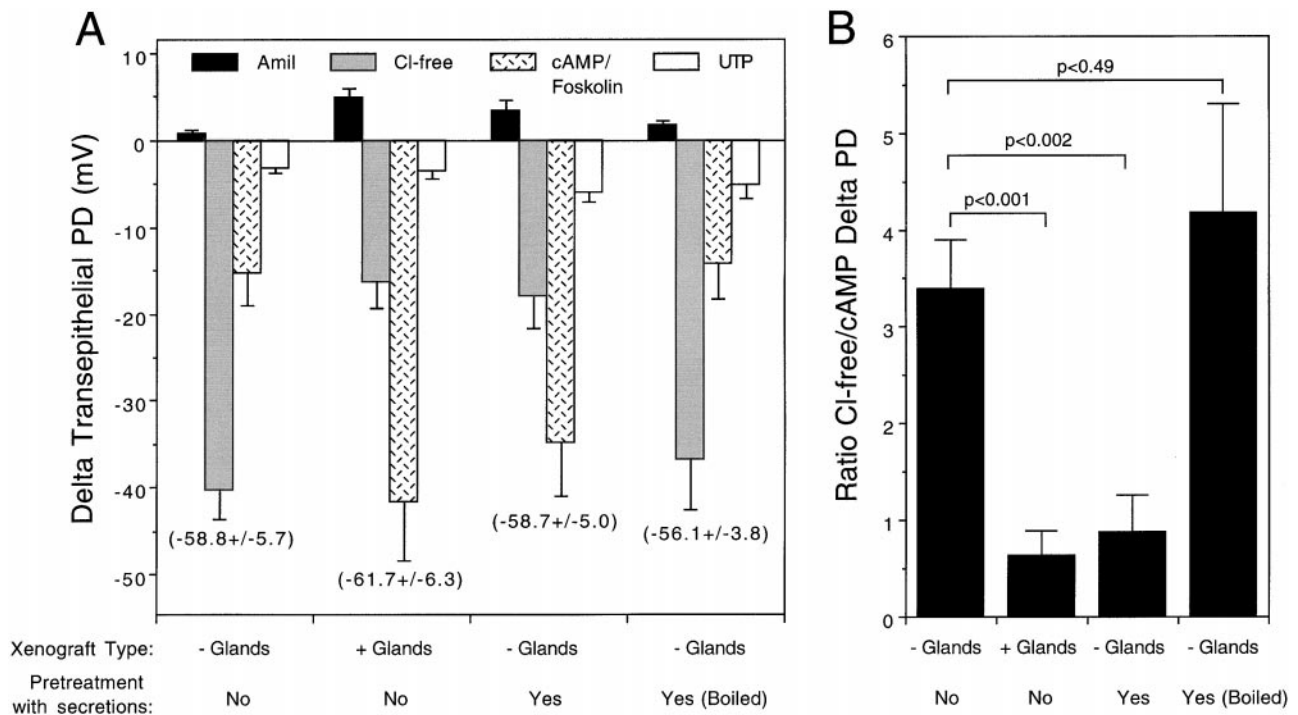 A
B
10
0
-10
-20
-30
-40
-50
Delta Transepithelial PD (mV)
Amil
Cl-free
cAMP/
Foskolin
UTP
(-58.8+/-5.7)
(-61.7+/-6.3)
(-58.7+/-5.0)
(-56.1+/-3.8)
Xenograft Type: - Glands + Glands - Glands - Glands
Pretreatment
with secretions: No No Yes Yes (Boiled)
6
5
4
3
2
1
0
Ratio Cl-free/cAMP Delta PD
p<0.49
p<0.002
p<0.001
- Glands + Glands - Glands - Glands
No No Yes Yes (Boiled)